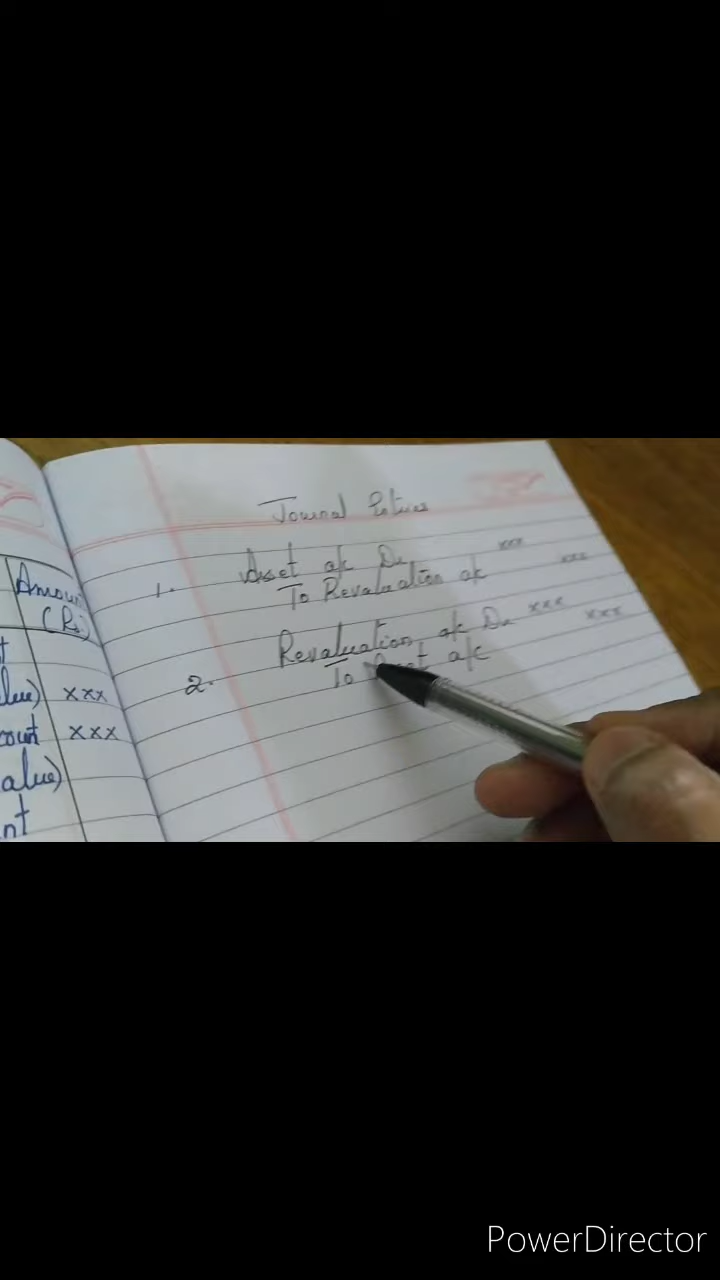 Journal Entries
1. Asset a/c Dr xxx
To Revaluation a/c xxx
2. Revaluation a/c Dr xxx
To Asset a/c xxx
Amount
(Rs)
xxx
xxx
PowerDirector